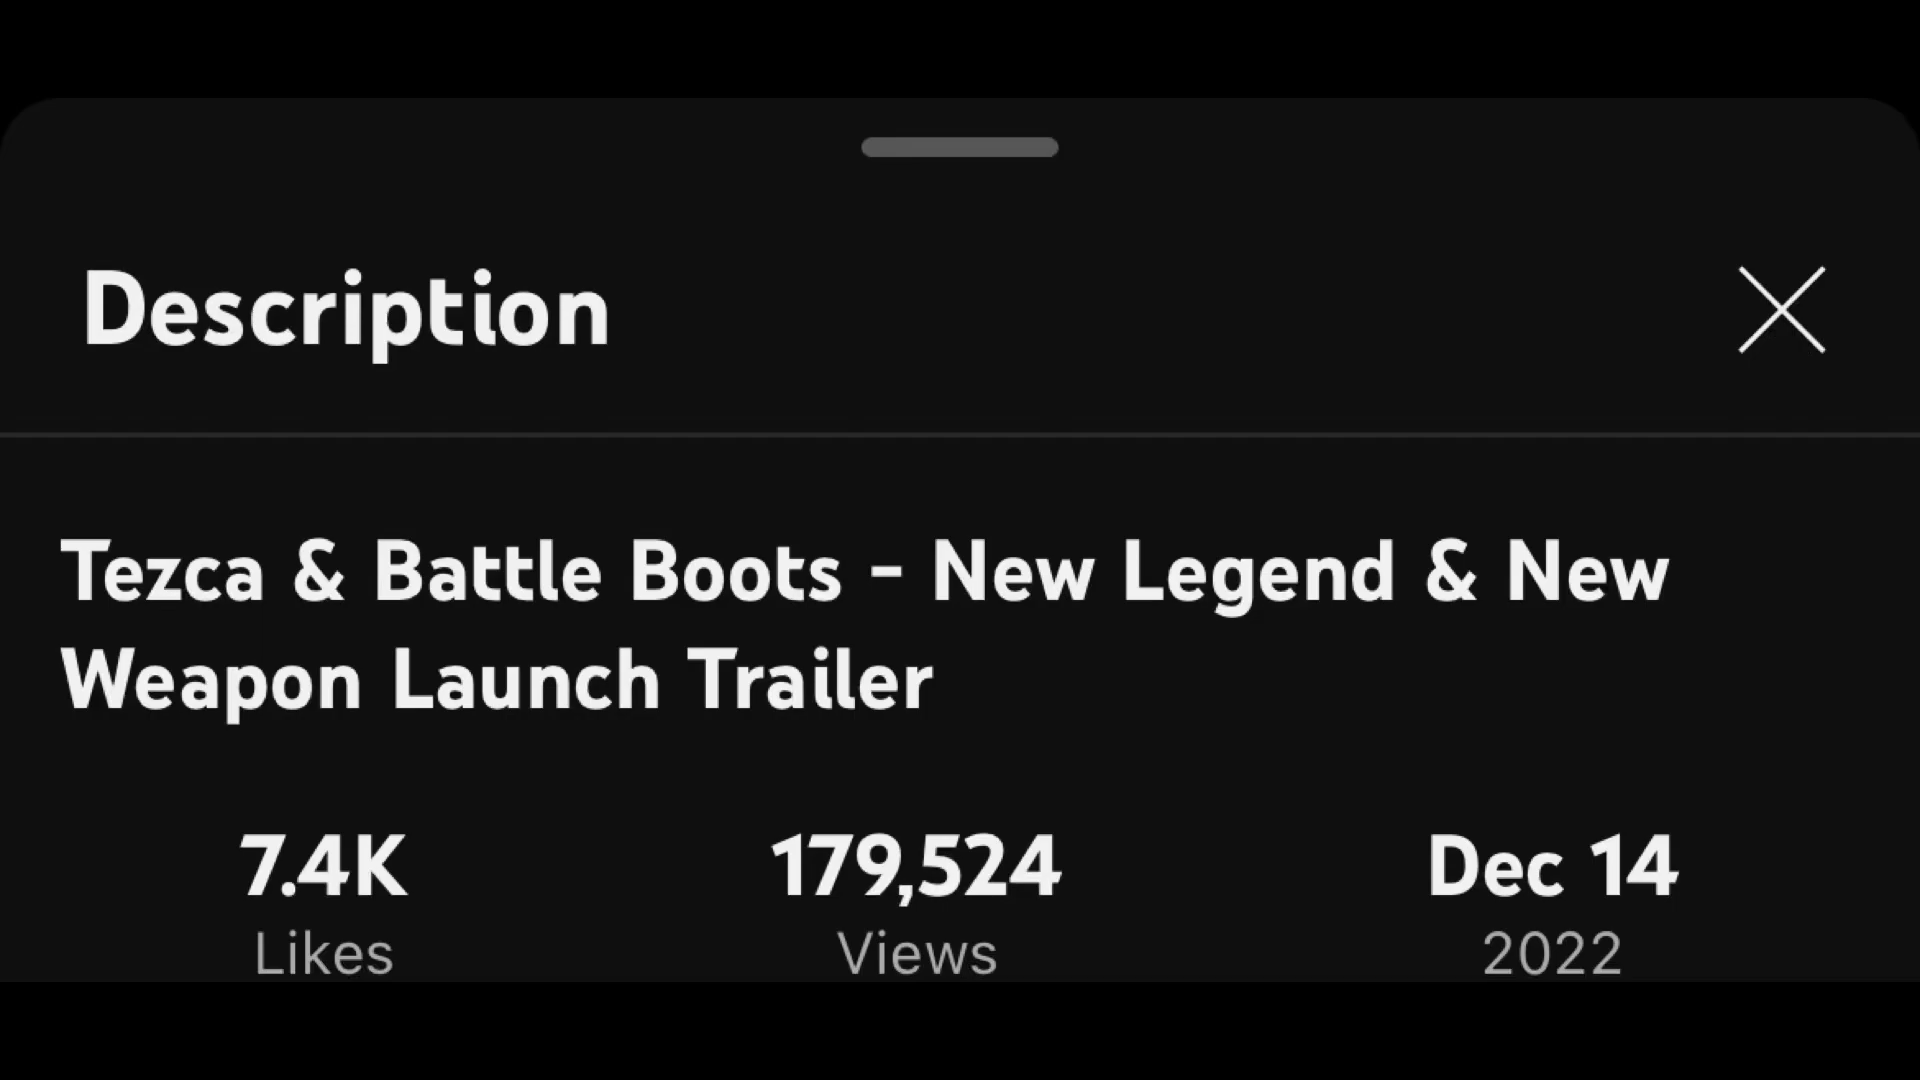 Description
Tezca & Battle Boots - New Legend & New
Weapon Launch Trailer
7.4K
Likes
179,524
Views
Dec 14
2022